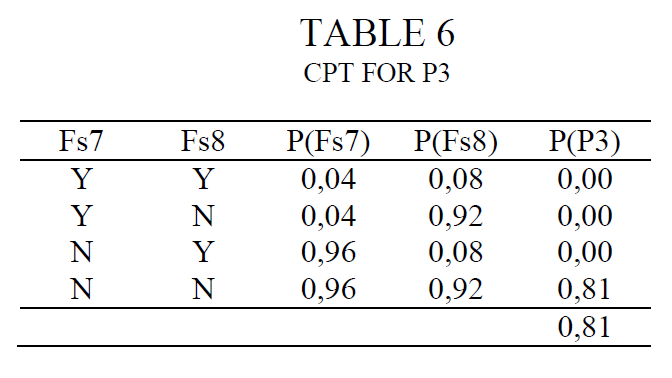 TABLE 6
CPT FOR P3
Fs7 Fs8 P(Fs7) P(Fs8) P(P3)
Y Y 0,04 0,08 0,00
Y N 0,04 0,92 0,00
N Y 0,96 0,08 0,00
N N 0,96 0,92 0,81
0,81